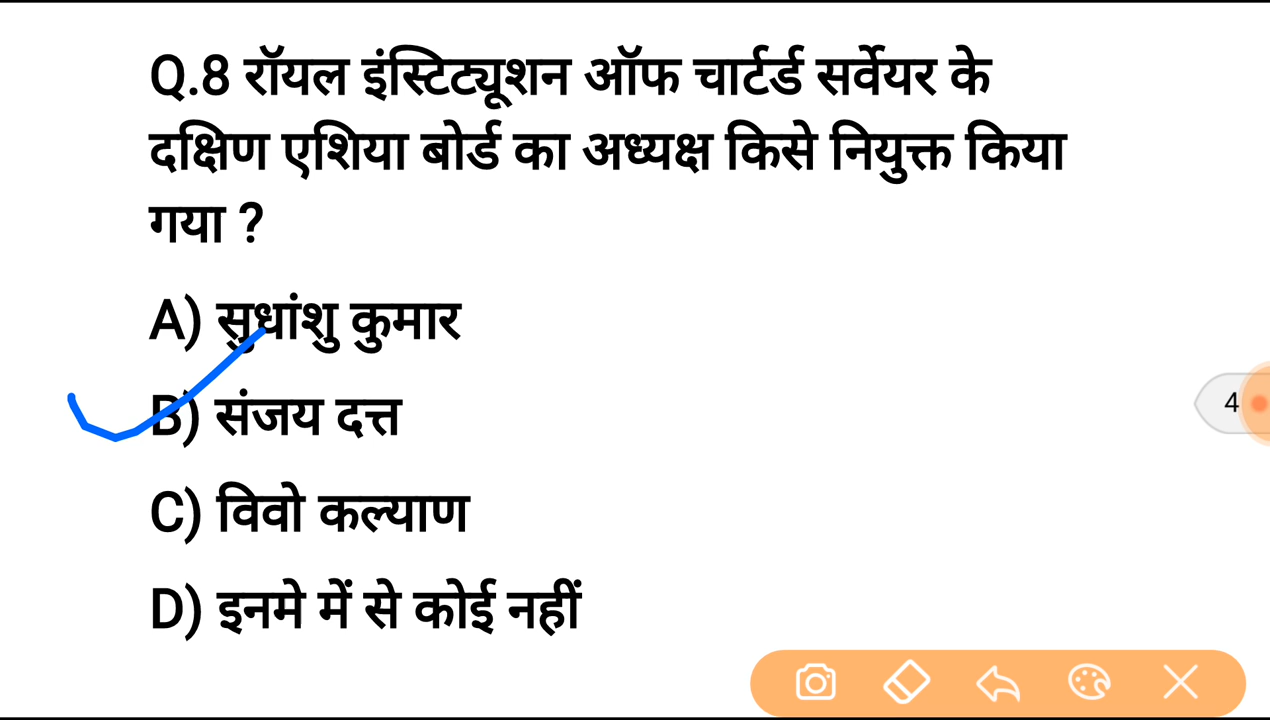 Q.8 रॉयल इंस्टिट्यूशन ऑफ चार्टर्ड सर्वेयर के
दक्षिण एशिया बोर्ड का अध्यक्ष किसे नियुक्त किया
गया ?
A) सुधांशु कुमार
B) संजय दत्त
C) विवो कल्याण
D) इनमे में से कोई नहीं
4